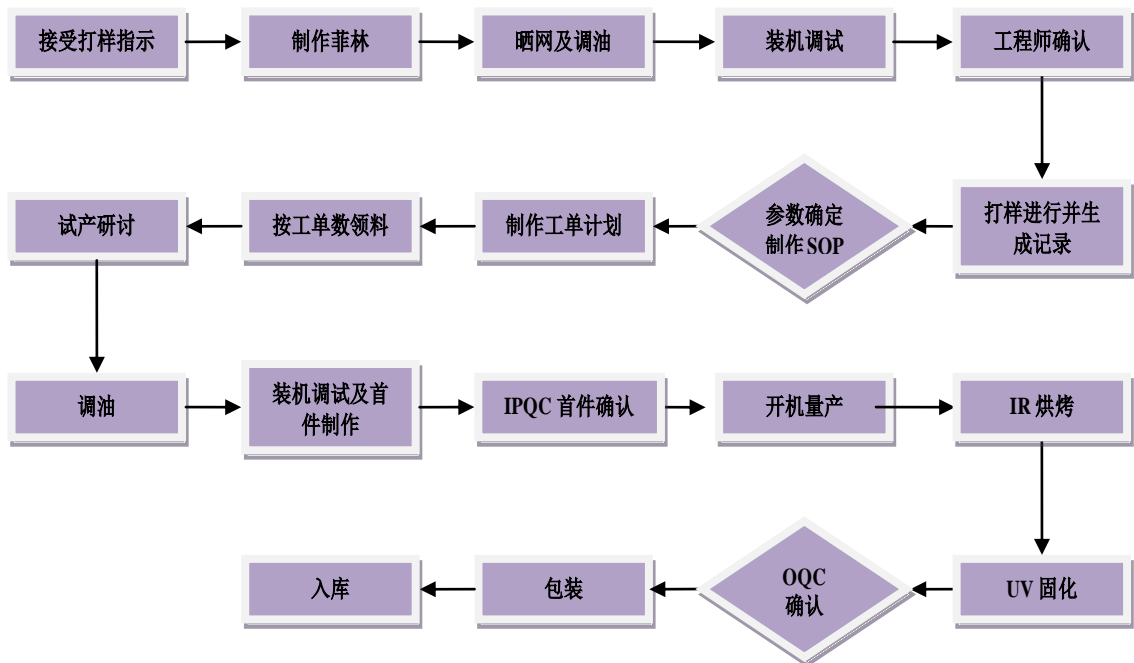 接受打样指示
制作菲林
晒网及调油
装机调试
工程师确认
打样进行并生
成记录
参数确定
制作 SOP
制作工单计划
按工单数领料
试产研讨
调油
装机调试及首
件制作
IPQC 首件确认
开机量产
IR 烘烤
UV 固化
OQC
确认
包装
入库